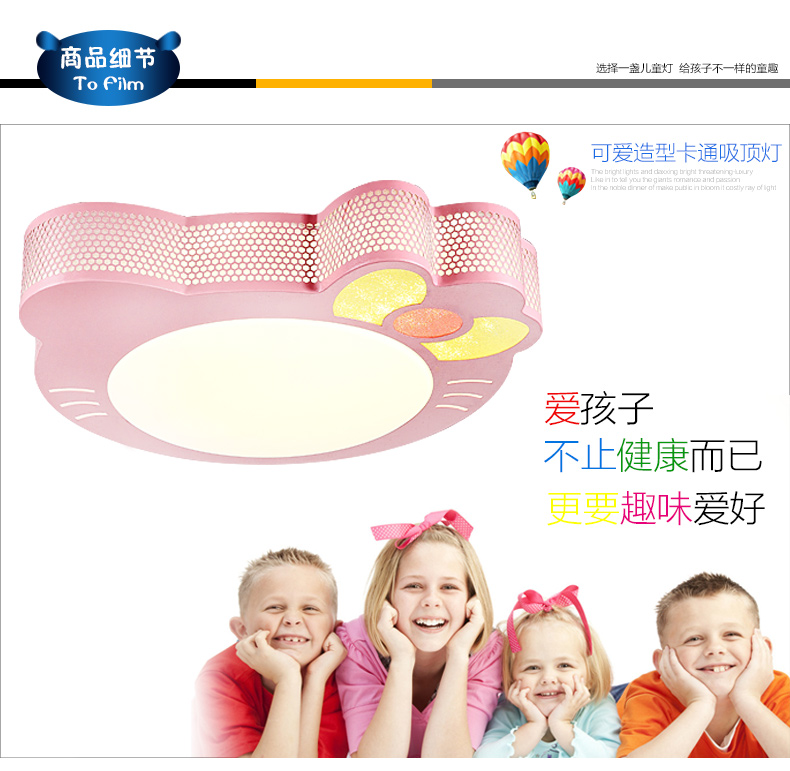 商品细节
To Film
选择一盏儿童灯 给孩子不一样的童趣
可爱造型卡通吸顶灯
The bright lights and dieseing bright threatening luxury
Like in to tell you the giants romance and passion
In the noble dinner of make public in bloom it costly ray of light
爱孩子
不止健康而已
更要趣味爱好